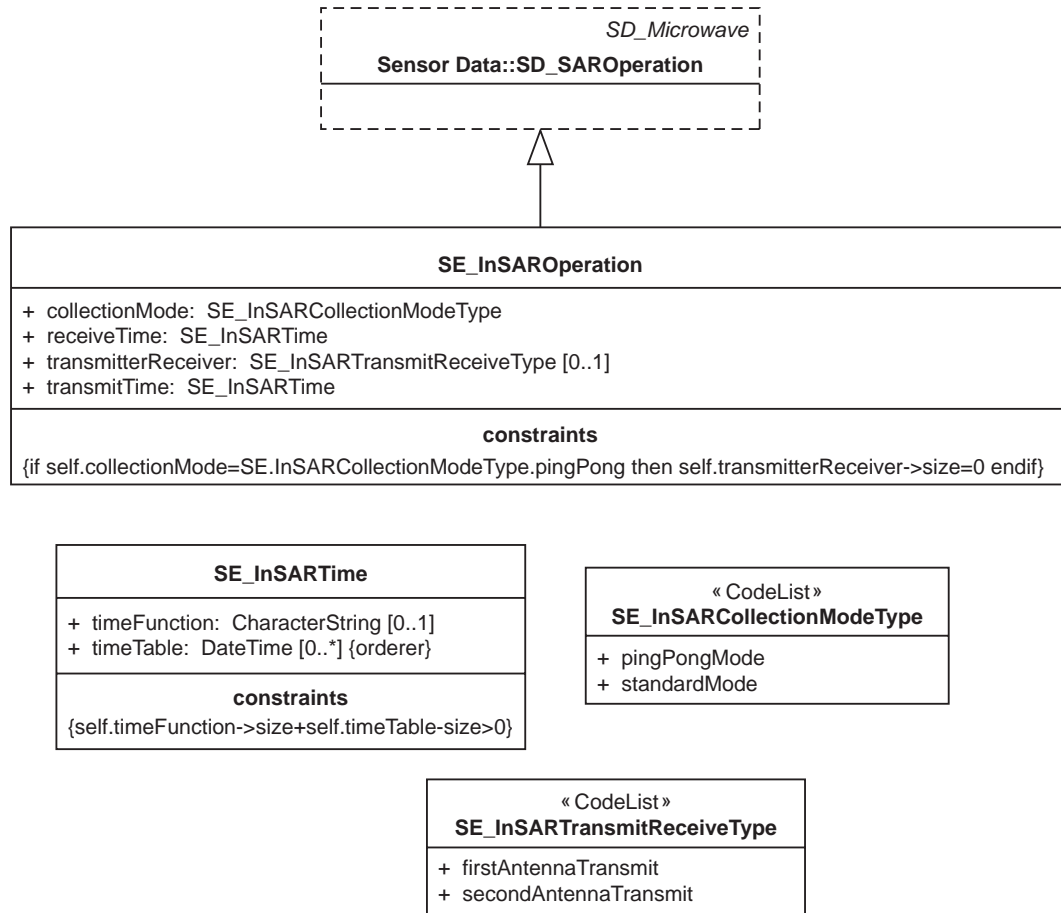 SD_Microwave
Sensor Data::SD_SAROperation
SE_InSAROperation
+ collectionMode: SE_InSARCollectionModeType
+ receiveTime: SE_InSARTime
+ transmitterReceiver: SE_InSARTransmitReceiveType [0..1]
+ transmitTime: SE_InSARTime
constraints
{if self.collectionMode=SE.InSARCollectionModeType.pingPong then self.transmitterReceiver->size=0 endif}
SE_InSARTime
+ timeFunction: CharacterString [0..1]
+ timeTable: DateTime [0..*] {orderer}
constraints
{self.timeFunction->size+self.timeTable-size>0}
«CodeList»
SE_InSARCollectionModeType
+ pingPongMode
+ standardMode
«CodeList»
SE_InSARTransmitReceiveType
+ firstAntennaTransmit
+ secondAntennaTransmit